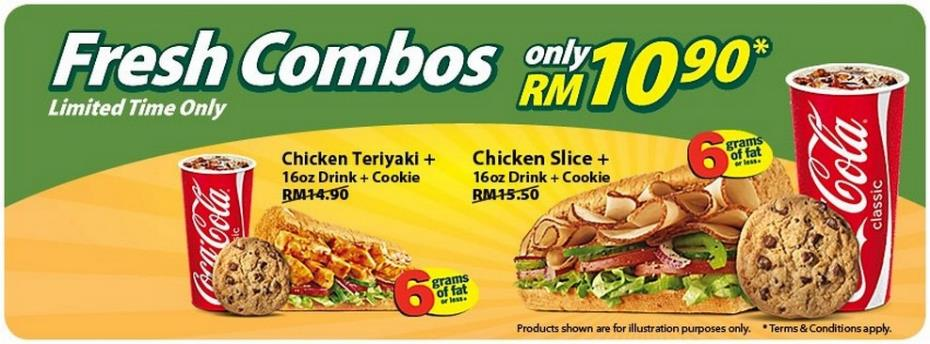 Fresh Combos
only
RM10.90*
Limited Time Only
Chicken Teriyaki +
16oz Drink + Cookie
RM14.90
Chicken Slice +
16oz Drink + Cookie
RM15.50
6 grams
of fat
or less+
Coca-Cola
classic
Coca-Cola
6 grams
of fat
or less+
Products shown are for illustration purposes only. * Terms & Conditions apply.